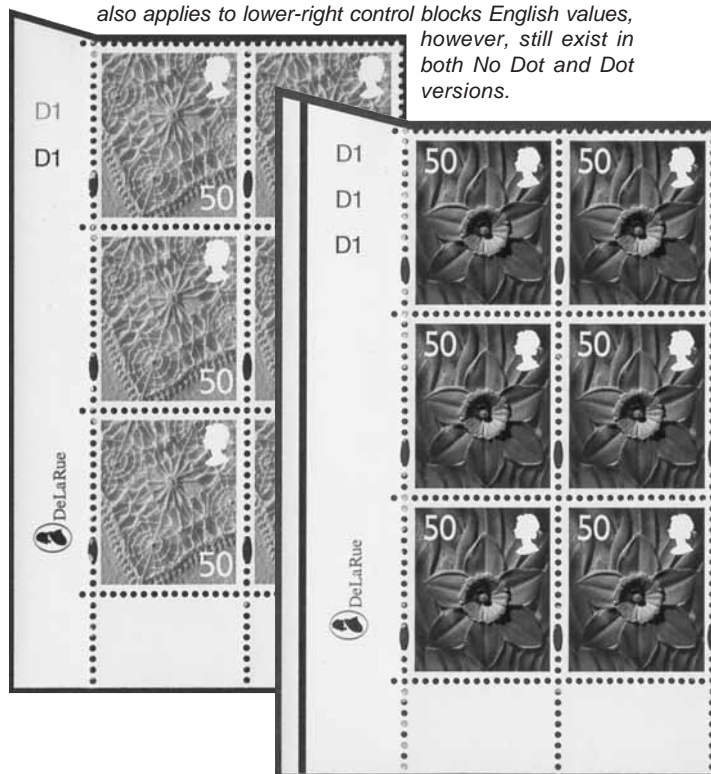 also applies to lower-right control blocks English values,
however, still exist in
both No Dot and Dot
versions.
D1
D1
50
50
50
DeLaRue
D1
D1
D1
50
50
50
50
50
50
DeLaRue